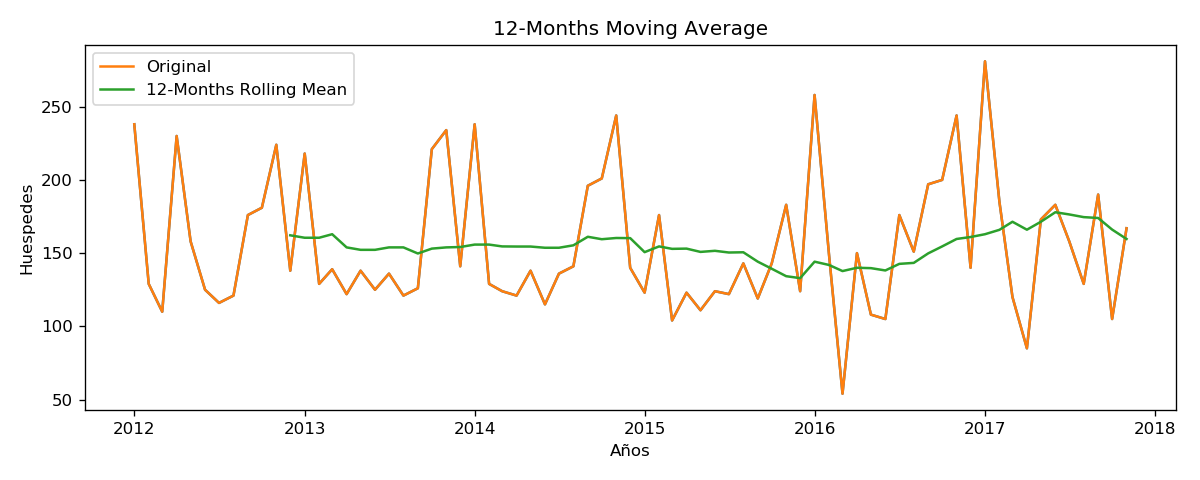 12-Months Moving Average
Original
12-Months Rolling Mean
Huespedes
250
200
150
100
50
2012 2013 2014 2015 2016 2017 2018
Años